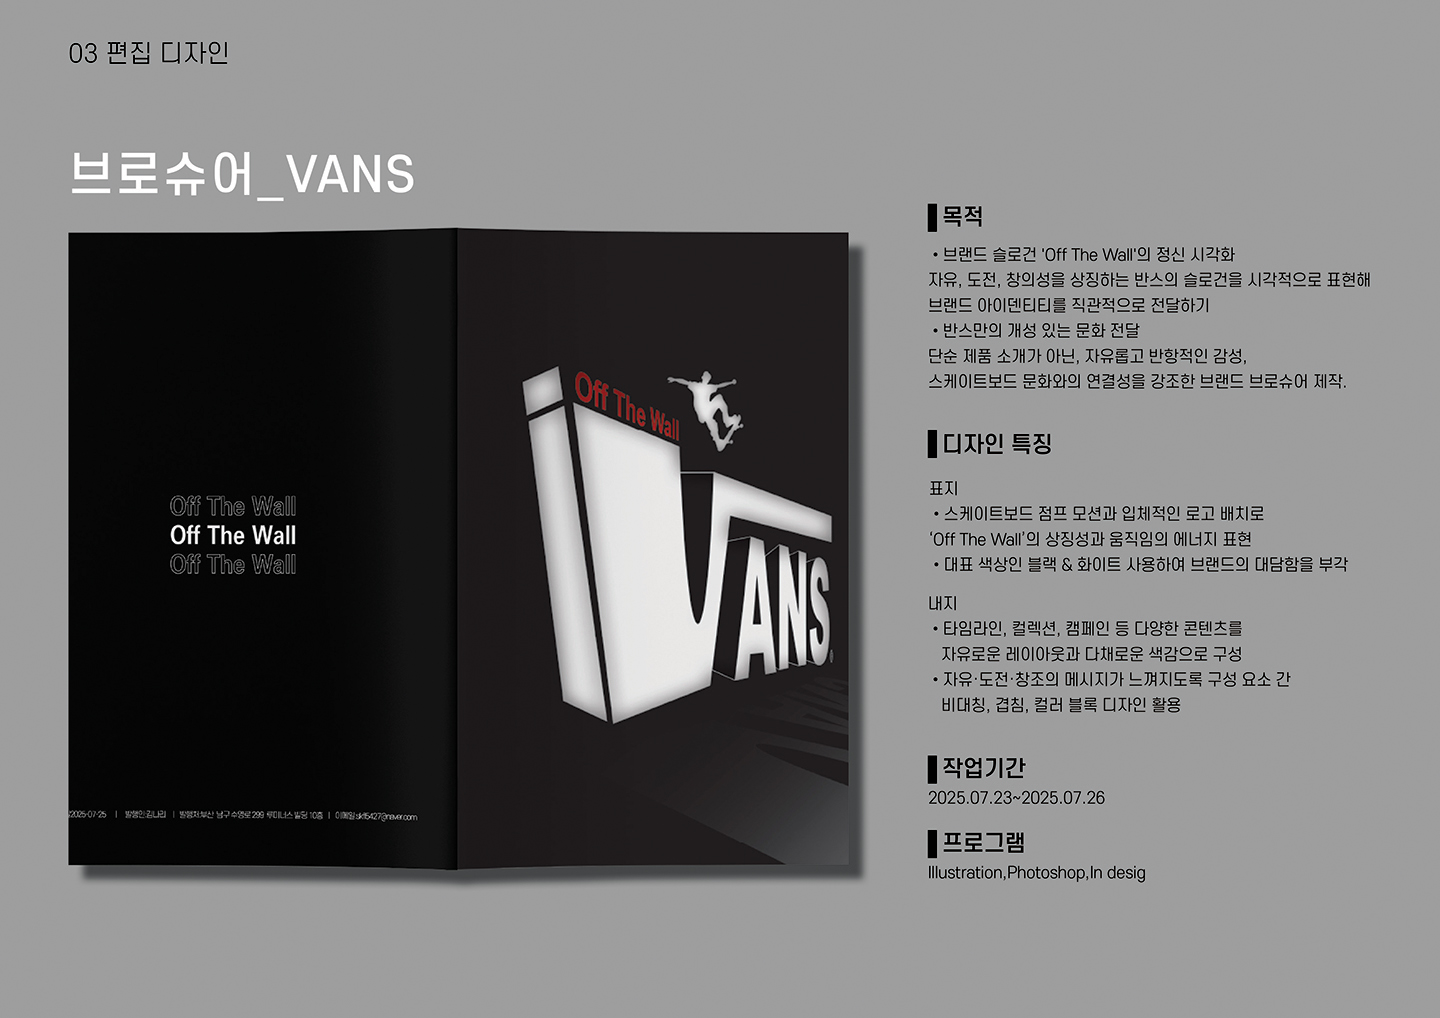 03 편집 디자인
브로슈어_VANS
Off The Wall
Off The Wall
Off The Wall
2025-07-25 | 발행인:김나리 | 발행처:부산 남구 수영로 299 루미너스 빌딩 10층 | 이메일:
Off The Wall
VANS
목적
• 브랜드 슬로건 'Off The Wall'의 정신 시각화
자유, 도전, 창의성을 상징하는 반스의 슬로건을 시각적으로 표현해
브랜드 아이덴티티를 직관적으로 전달하기
• 반스만의 개성 있는 문화 전달
단순 제품 소개가 아닌, 자유롭고 반항적인 감성,
스케이트보드 문화와의 연결성을 강조한 브랜드 브로슈어 제작.
디자인 특징
표지
• 스케이트보드 점프 모션과 입체적인 로고 배치로
‘Off The Wall’의 상징성과 움직임의 에너지 표현
• 대표 색상인 블랙 & 화이트 사용하여 브랜드의 대담함을 부각
내지
• 타임라인, 컬렉션, 캠페인 등 다양한 콘텐츠를
자유로운 레이아웃과 다채로운 색감으로 구성
• 자유·도전·창조의 메시지가 느껴지도록 구성 요소 간
비대칭, 겹침, 컬러 블록 디자인 활용
작업기간
2025.07.23~2025.07.26
프로그램
Illustration,Photoshop,In desig